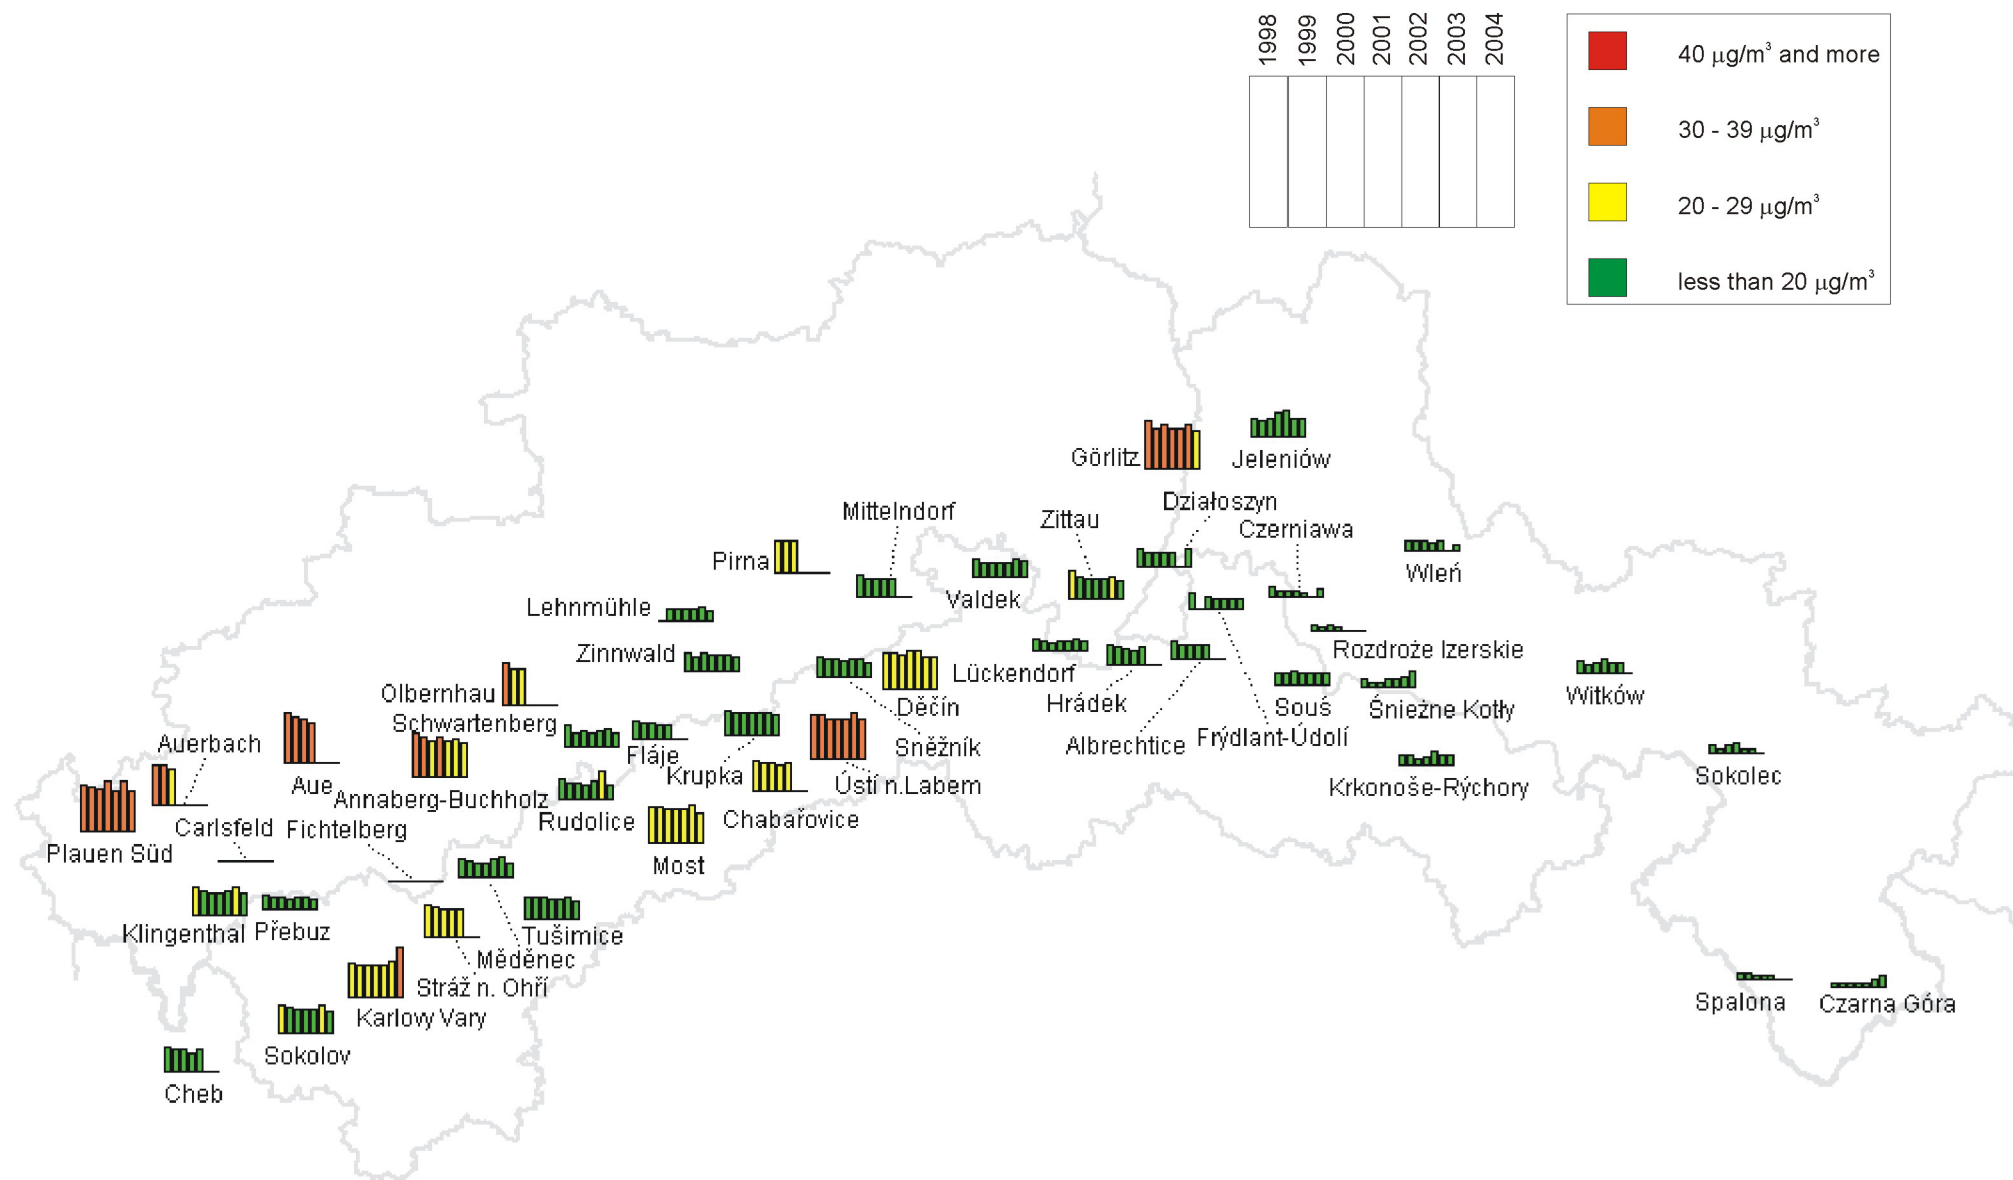 1998
1999
2000
2001
2002
2003
2004
40 µg/m³ and more
30 - 39 µg/m³
20 - 29 µg/m³
less than 20 µg/m³
Görlitz
Jeleniów
Działoszyn
Mittelndorf
Zittau
Czerniawa
Pirna
Wleń
Lehnmühle
Valdek
Zinnwald
Rozdroże Izerskie
Lückendorf
Olbernhau
Hrádek
Witków
Děčín
Souš
Śnieżne Kotły
Schwartenberg
Frýdlant-Údolí
Albrechtice
Auerbach
Sněžník
Fláje
Krupka
Sokolec
Aue
Ústí n.Labem
Krkonoše-Rýchory
Annaberg-Buchholz
Rudolice
Chabařovice
Carlsfeld
Fichtelberg
Plauen Süd
Most
Klingenthal
Přebuz
Tušimice
Měděnec
Stráž n. Ohří
Spalona
Czarna Góra
Karlovy Vary
Sokolov
Cheb